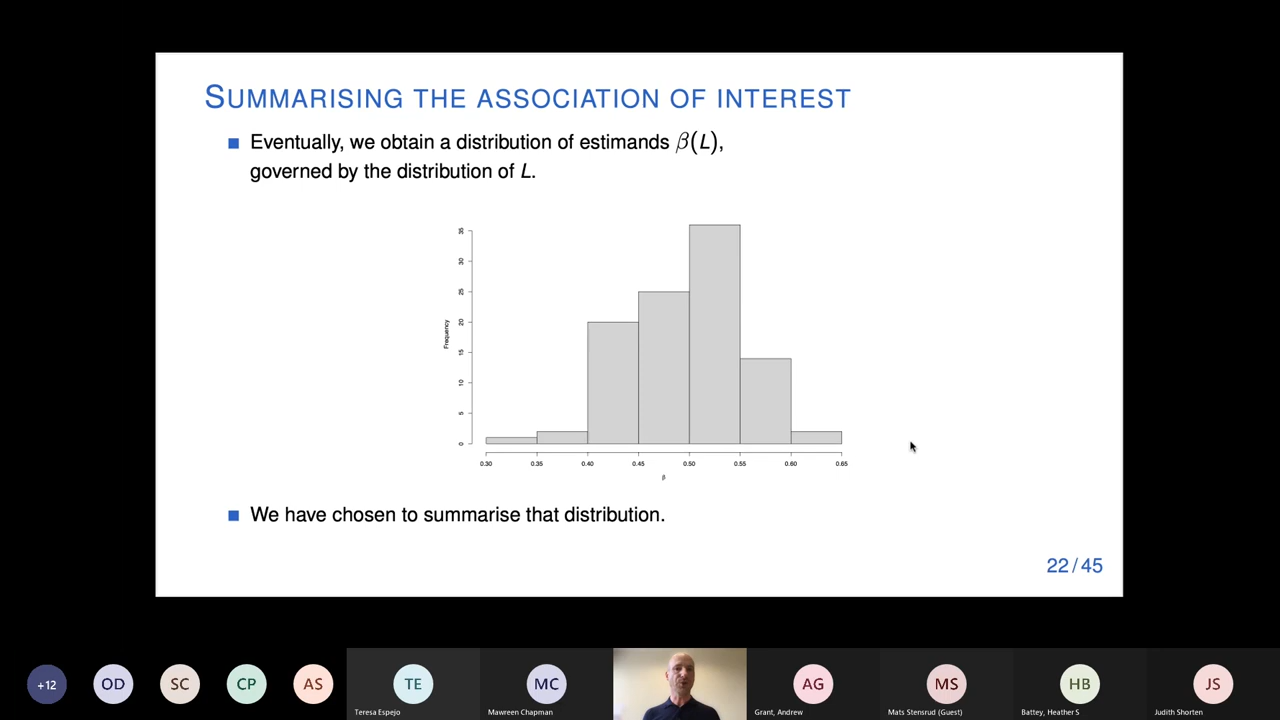 SUMMARISING THE ASSOCIATION OF INTEREST
Eventually, we obtain a distribution of estimands β(L),
governed by the distribution of L.
35
30
25
20
15
10
5
0
Frequency
0.30 0.35 0.40 0.45 0.50 0.55 0.60 0.65
β
We have chosen to summarise that distribution.
22/45
+12 OD SC CP AS TE MC AG MS HB JS
Teresa Espejo Mawreen Chapman Grant, Andrew Mats Stensrud (Guest) Battey, Heather S Judith Shorten